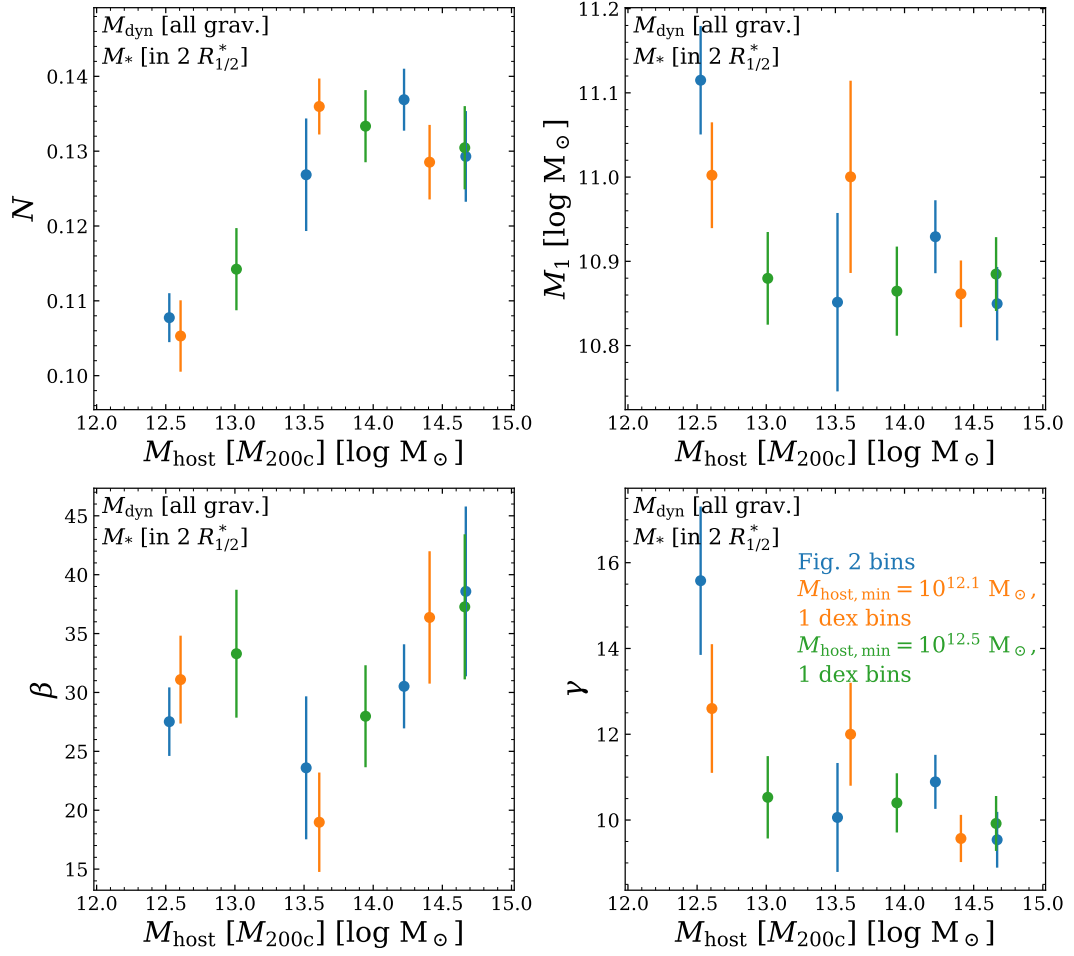 M_dyn [all grav.]
M_* [in 2 R*_1/2]
N
0.14
0.13
0.12
0.11
0.10
12.0 12.5 13.0 13.5 14.0 14.5 15.0
M_host [M_200c] [log M_⊙]
M_dyn [all grav.]
M_* [in 2 R*_1/2]
M_1 [log M_⊙]
11.2
11.1
11.0
10.9
10.8
12.0 12.5 13.0 13.5 14.0 14.5 15.0
M_host [M_200c] [log M_⊙]
M_dyn [all grav.]
M_* [in 2 R*_1/2]
β
45
40
35
30
25
20
15
12.0 12.5 13.0 13.5 14.0 14.5 15.0
M_host [M_200c] [log M_⊙]
M_dyn [all grav.]
M_* [in 2 R*_1/2]
γ
16
14
12
10
Fig. 2 bins
M_host, min = 10^12.1 M_⊙,
1 dex bins
M_host, min = 10^12.5 M_⊙,
1 dex bins
12.0 12.5 13.0 13.5 14.0 14.5 15.0
M_host [M_200c] [log M_⊙]